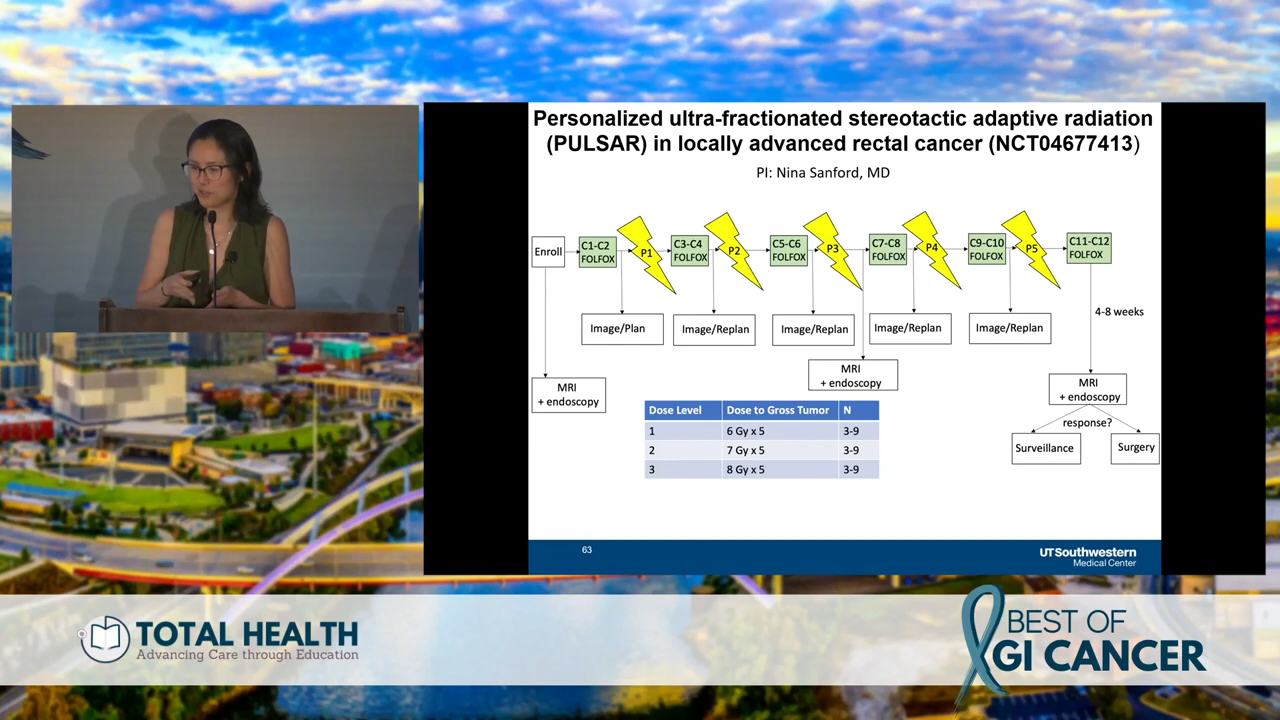 Personalized ultra-fractionated stereotactic adaptive radiation
(PULSAR) in locally advanced rectal cancer (NCT04677413)
PI: Nina Sanford, MD
Enroll
C1-C2
FOLFOX
P1
C3-C4
FOLFOX
P2
C5-C6
FOLFOX
P3
C7-C8
FOLFOX
P4
C9-C10
FOLFOX
P5
C11-C12
FOLFOX
4-8 weeks
Image/Plan
Image/Replan
Image/Replan
Image/Replan
Image/Replan
MRI
+ endoscopy
MRI
+ endoscopy
MRI
+ endoscopy
response?
Surveillance
Surgery
Dose Level Dose to Gross Tumor N
1 6 Gy x 5 3-9
2 7 Gy x 5 3-9
3 8 Gy x 5 3-9
63
UTSouthwestern
Medical Center
TOTAL HEALTH
Advancing Care through Education
BEST OF
GI CANCER